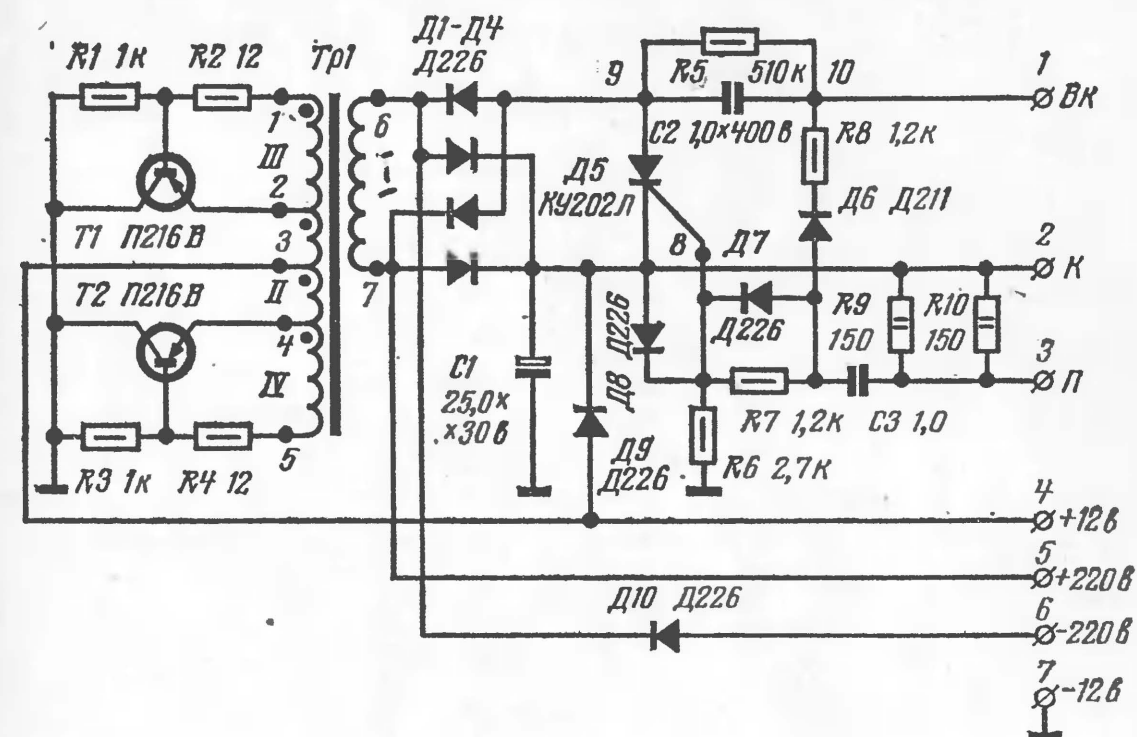 R1 1к
R2 12
Тр1
Д1-Д4
Д226
9
R5
510к
10
1
Вк
С2 1,0×400 в
R8 1,2к
1
III
2
6
I
Д5
КУ202Л
Д6 Д211
Т1 П216 В
3
8
Д7
2
К
Т2 П216 В
II
4
7
Д226
R9
150
R10
150
IV
С1
25,0×
×30 в
Д8 Д226
3
П
R7 1,2к
С3 1,0
R3 1к
R4 12
5
Д9
Д226
R6 2,7к
4
+12 в
5
+220 в
Д10 Д226
6
-220 в
7
-12 в